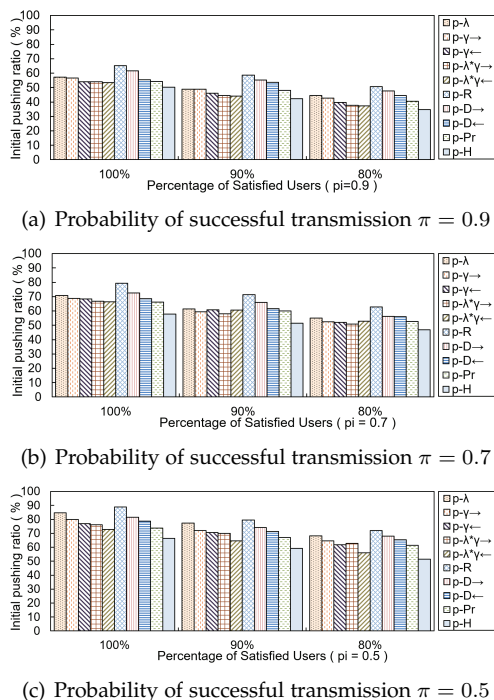 Initial pushing ratio ( % )
100
90
80
70
60
50
40
30
20
10
0
100%
90%
80%
Percentage of Satisfied Users ( pi=0.9 )
p-λ
p-γ→
p-γ←
p-λ*γ→
p-λ*γ←
p-R
p-D→
p-D←
p-Pr
p-H
(a) Probability of successful transmission π = 0.9
Initial pushing ratio ( % )
100
90
80
70
60
50
40
30
20
10
0
100%
90%
80%
Percentage of Satisfied Users ( pi = 0.7 )
p-λ
p-γ→
p-γ←
p-λ*γ→
p-λ*γ←
p-R
p-D→
p-D←
p-Pr
p-H
(b) Probability of successful transmission π = 0.7
Initial pushing ratio ( % )
100
90
80
70
60
50
40
30
20
10
0
100%
90%
80%
Percentage of Satisfied Users ( pi = 0.5 )
p-λ
p-γ→
p-γ←
p-λ*γ→
p-λ*γ←
p-R
p-D→
p-D←
p-Pr
p-H
(c) Probability of successful transmission π = 0.5